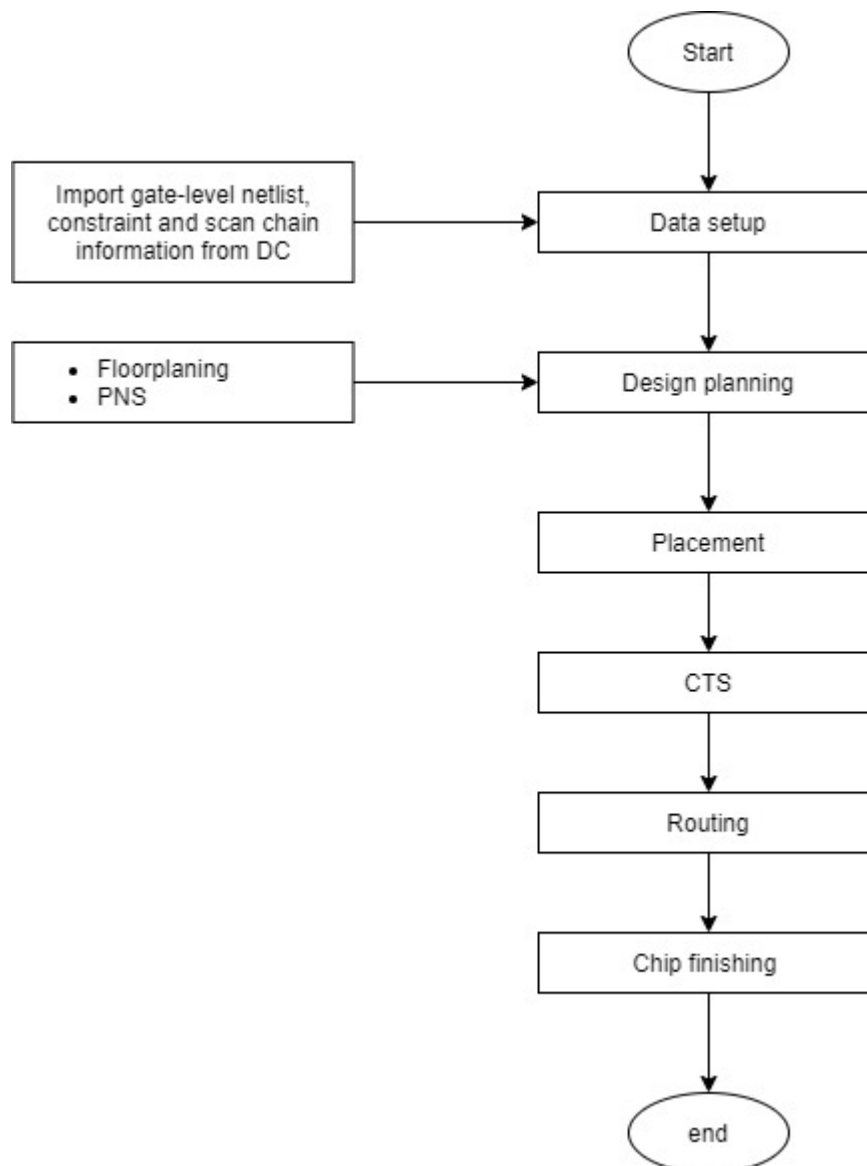 Start
Import gate-level netlist,
constraint and scan chain
information from DC
Data setup
• Floorplaning
• PNS
Design planning
Placement
CTS
Routing
Chip finishing
end